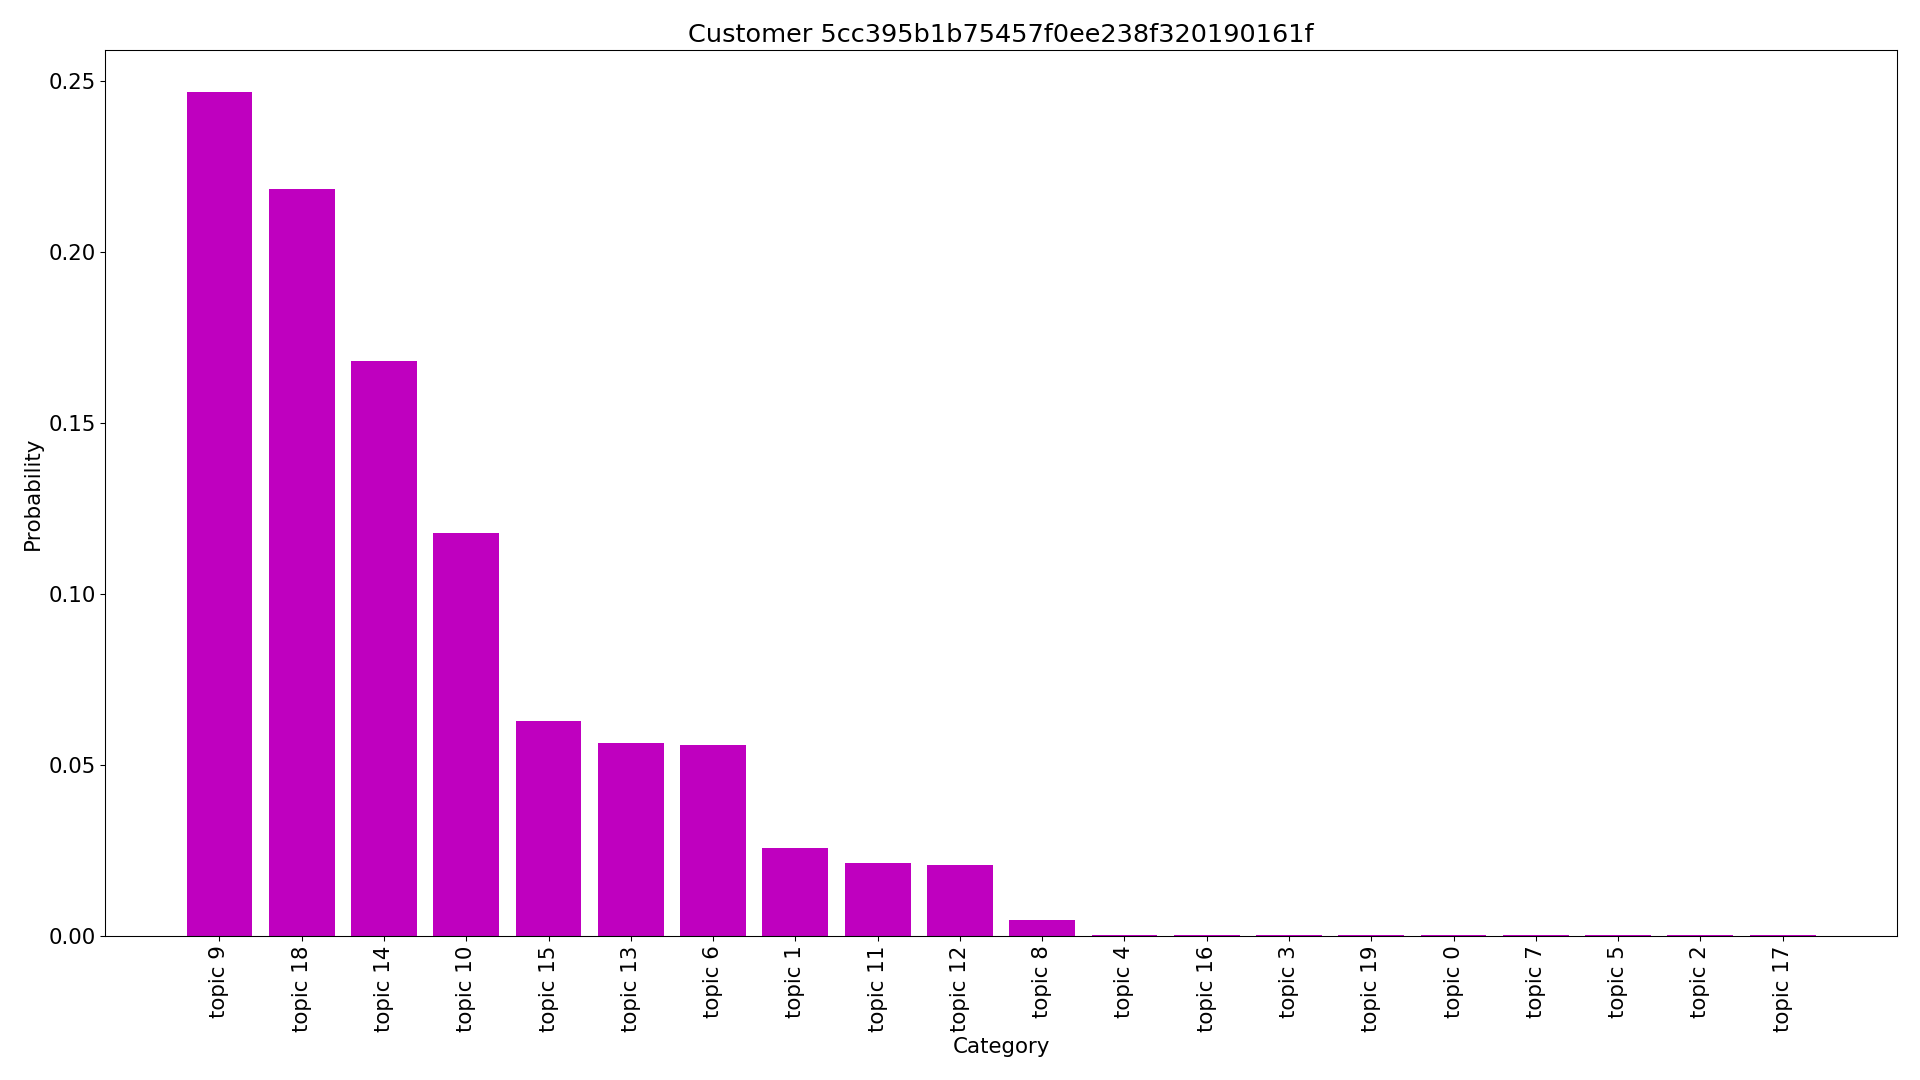 Customer 5cc395b1b75457f0ee238f320190161f
Probability
0.25
0.20
0.15
0.10
0.05
0.00
topic 9
topic 18
topic 14
topic 10
topic 15
topic 13
topic 6
topic 1
topic 11
topic 12
topic 8
topic 4
topic 16
topic 3
topic 19
topic 0
topic 7
topic 5
topic 2
topic 17
Category